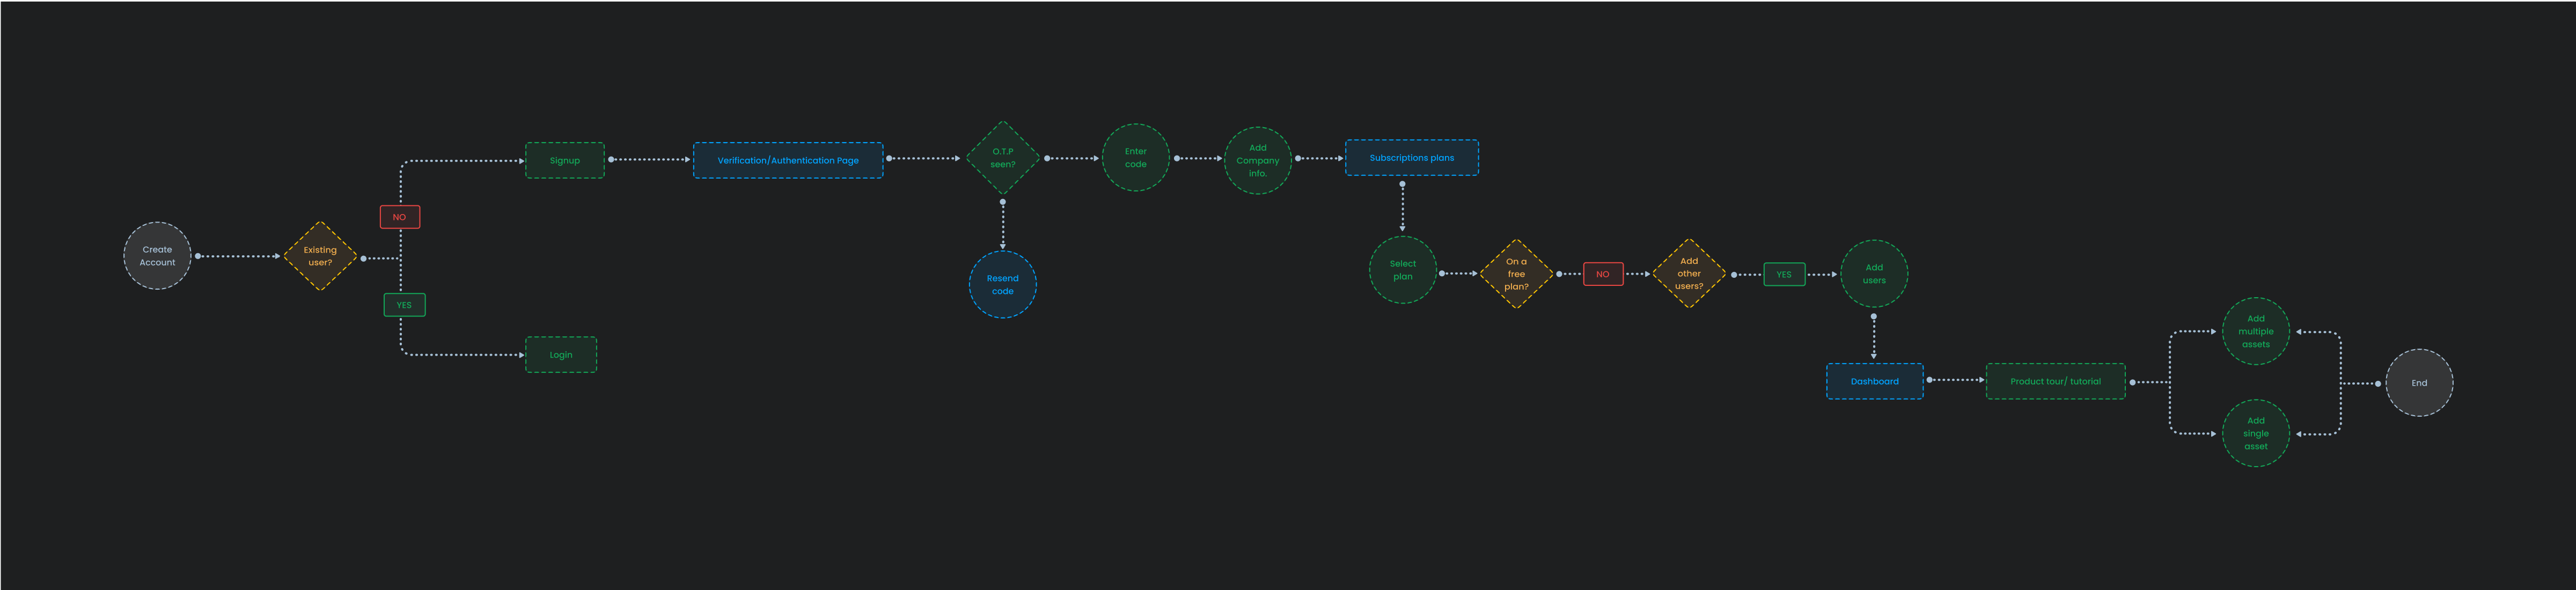 Create
Account
Existing
user?
NO
YES
Signup
Login
Verification/Authentication Page
O.T.P
seen?
Resend
code
Enter
code
Add
Company
info.
Subscriptions plans
Select
plan
On a
free
plan?
NO
Add
other
users?
YES
Add
users
Dashboard
Product tour/ tutorial
Add
multiple
assets
Add
single
asset
End